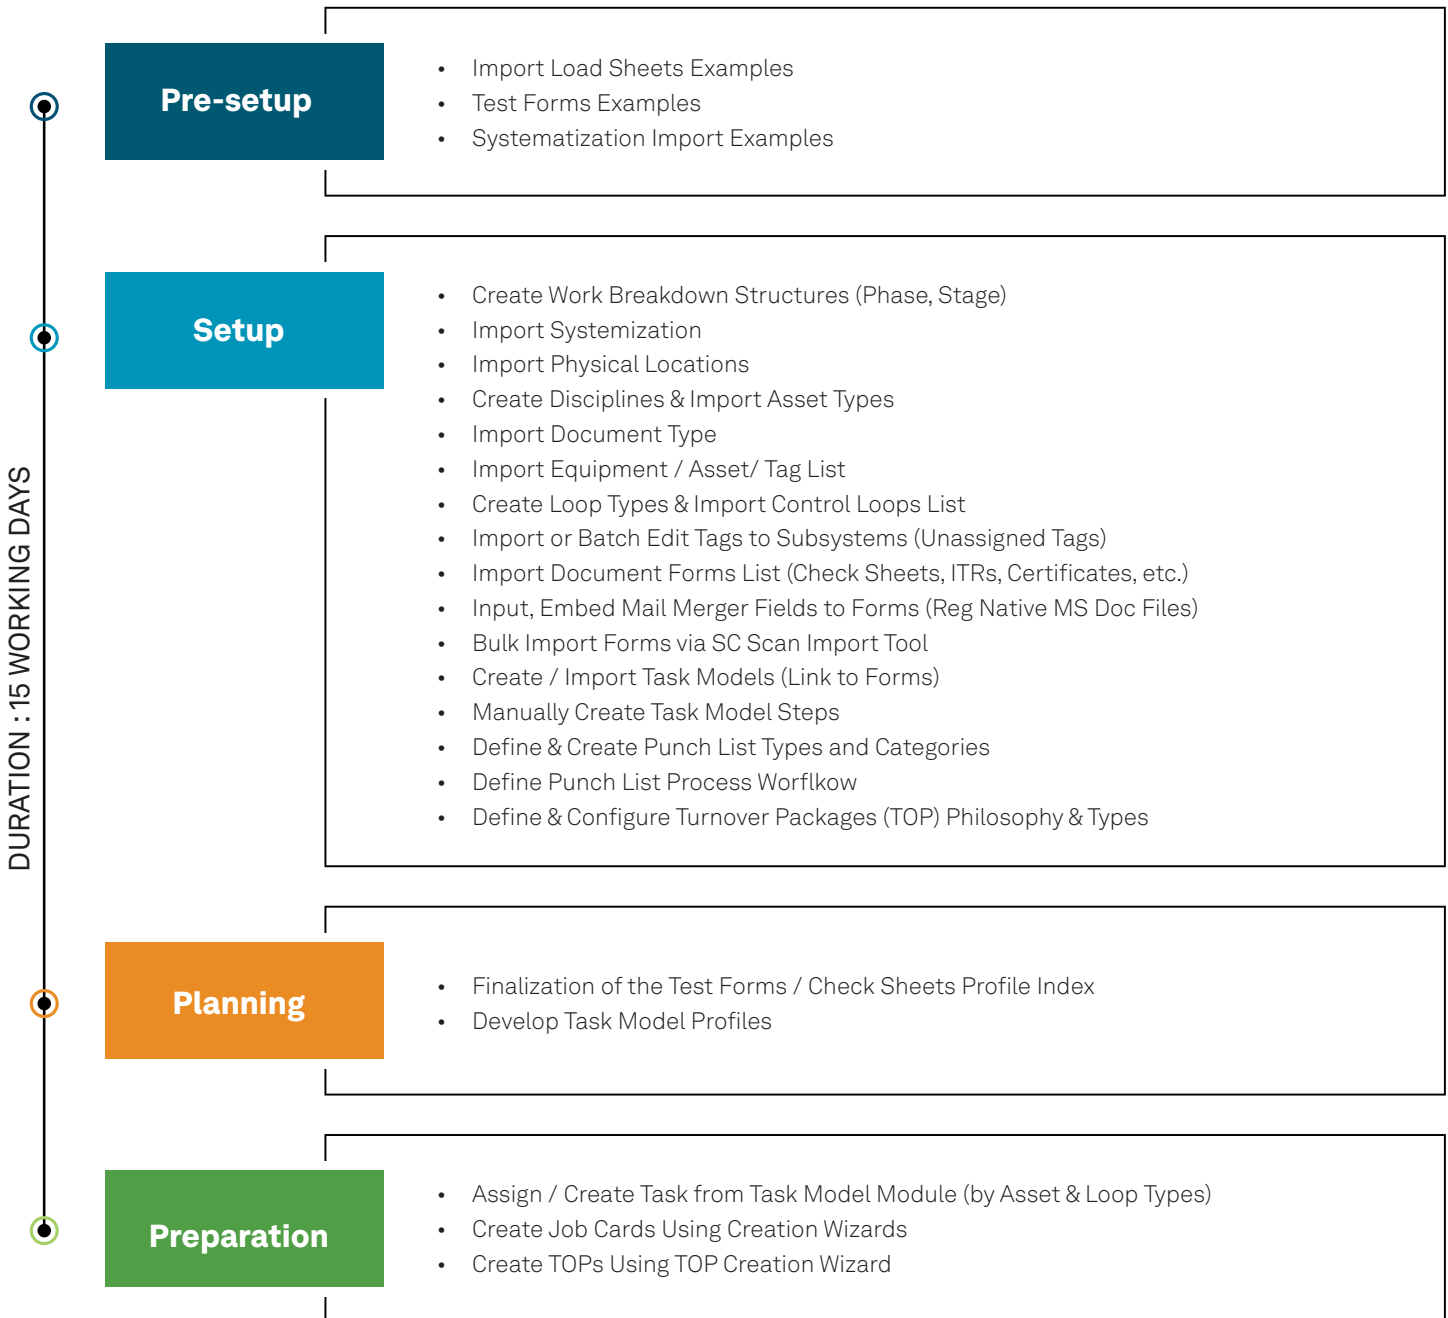 DURATION : 15 WORKING DAYS
Pre-setup
• Import Load Sheets Examples
• Test Forms Examples
• Systematization Import Examples
Setup
• Create Work Breakdown Structures (Phase, Stage)
• Import Systemization
• Import Physical Locations
• Create Disciplines & Import Asset Types
• Import Document Type
• Import Equipment / Asset/ Tag List
• Create Loop Types & Import Control Loops List
• Import or Batch Edit Tags to Subsystems (Unassigned Tags)
• Import Document Forms List (Check Sheets, ITRs, Certificates, etc.)
• Input, Embed Mail Merger Fields to Forms (Reg Native MS Doc Files)
• Bulk Import Forms via SC Scan Import Tool
• Create / Import Task Models (Link to Forms)
• Manually Create Task Model Steps
• Define & Create Punch List Types and Categories
• Define Punch List Process Worflkow
• Define & Configure Turnover Packages (TOP) Philosophy & Types
Planning
• Finalization of the Test Forms / Check Sheets Profile Index
• Develop Task Model Profiles
Preparation
• Assign / Create Task from Task Model Module (by Asset & Loop Types)
• Create Job Cards Using Creation Wizards
• Create TOPs Using TOP Creation Wizard